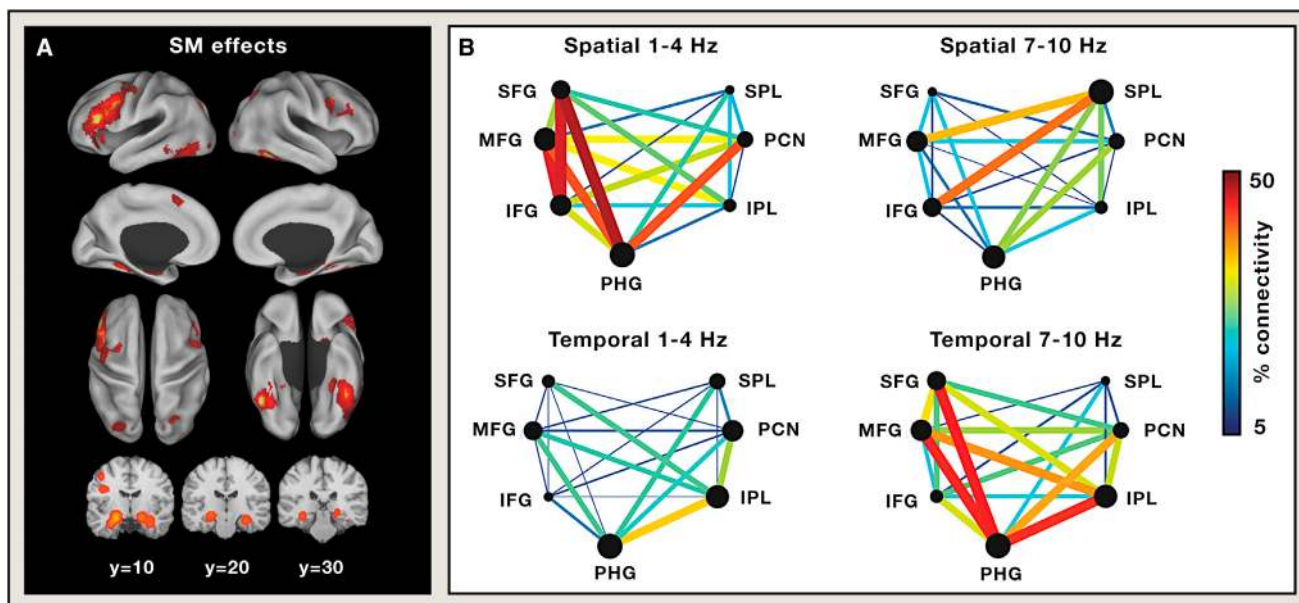 A
SM effects
y=10 y=20 y=30
B
Spatial 1-4 Hz
SFG SPL
MFG PCN
IFG IPL
PHG
Spatial 7-10 Hz
SFG SPL
MFG PCN
IFG IPL
PHG
Temporal 1-4 Hz
SFG SPL
MFG PCN
IFG IPL
PHG
Temporal 7-10 Hz
SFG SPL
MFG PCN
IFG IPL
PHG
50
% connectivity
5